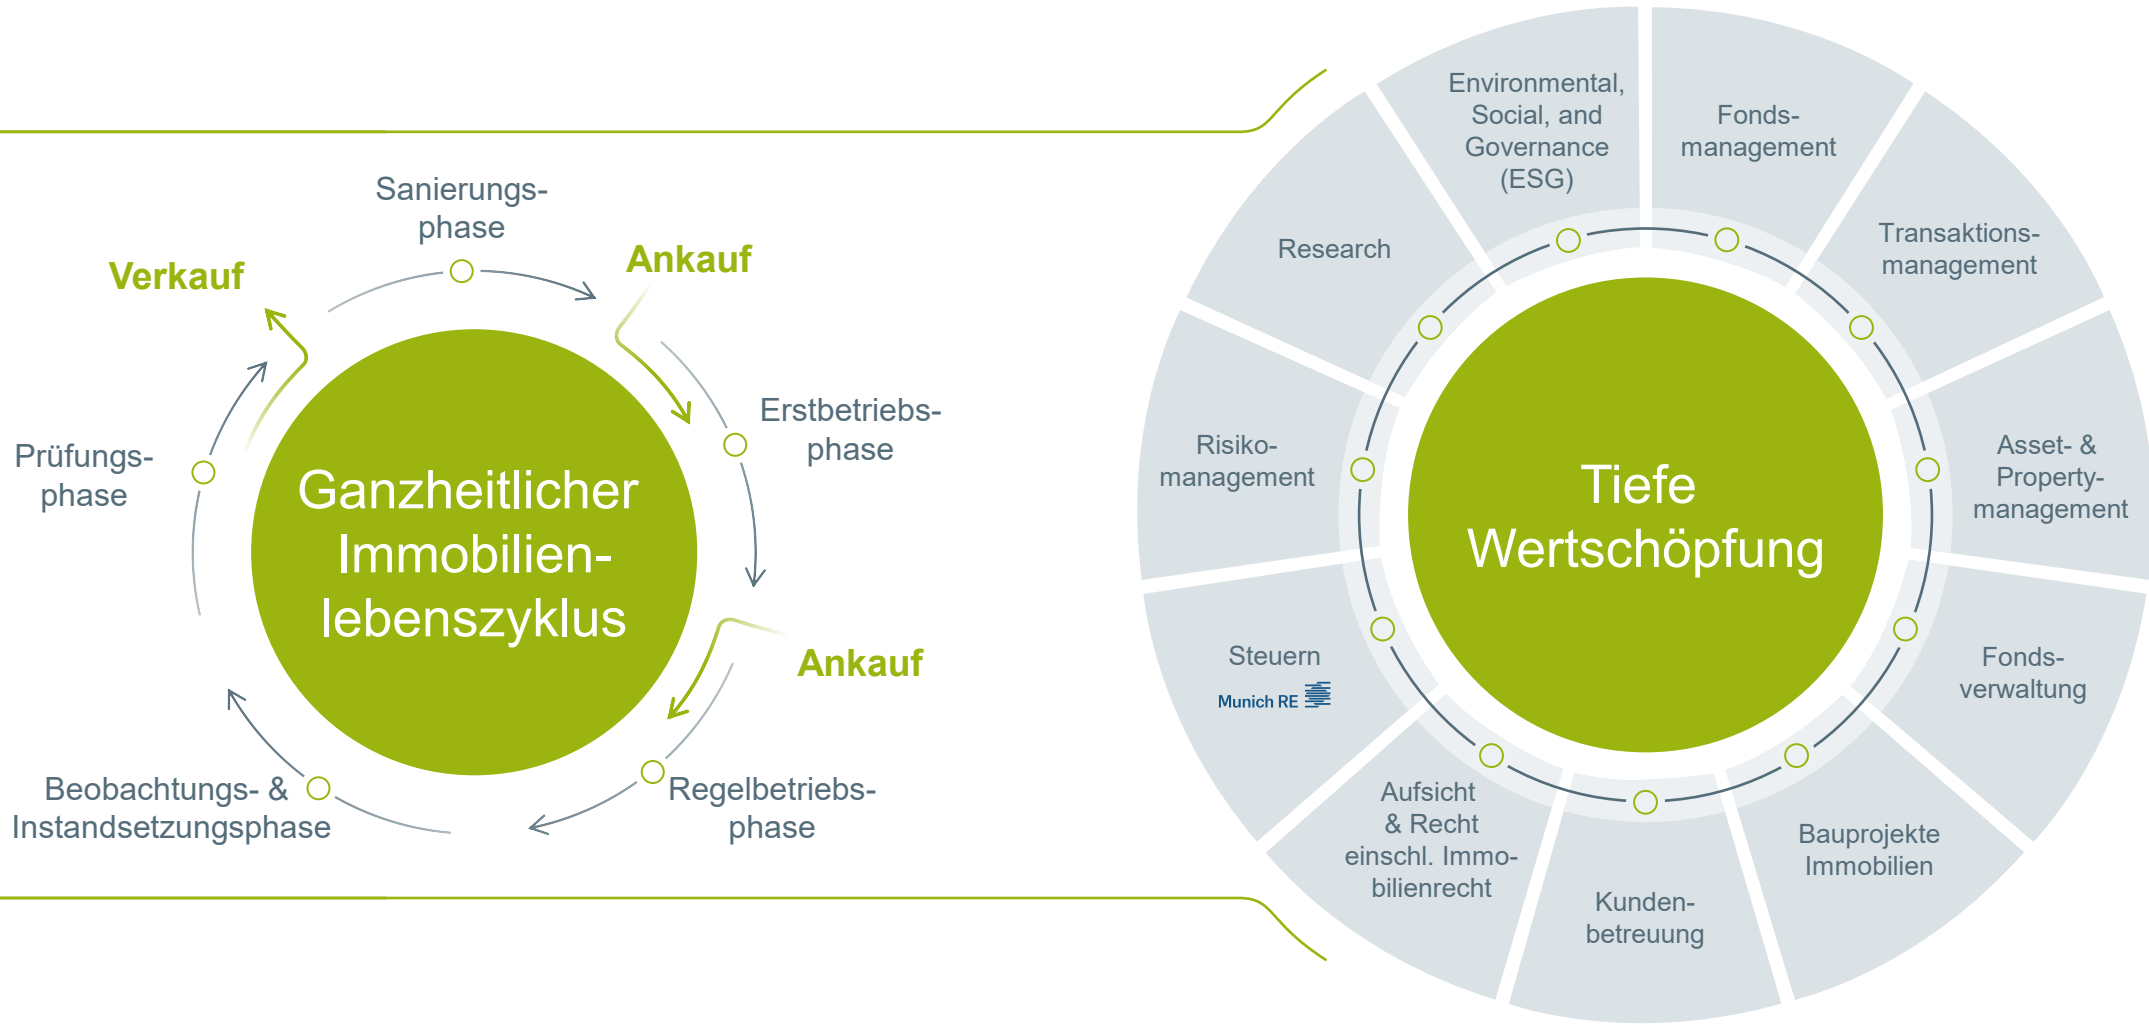 Sanierungs-
phase
Verkauf
Ankauf
Erstbetriebs-
phase
Prüfungs-
phase
Ganzheitlicher
Immobilien-
lebenszyklus
Ankauf
Beobachtungs- &
Instandsetzungsphase
Regelbetriebs-
phase
Environmental,
Social, and
Governance
(ESG)
Fonds-
management
Transaktions-
management
Asset- &
Property-
management
Fonds-
verwaltung
Bauprojekte
Immobilien
Kunden-
betreuung
Aufsicht
& Recht
einschl. Immo-
bilienrecht
Steuern
Munich RE
Risiko-
management
Research
Tiefe
Wertschöpfung